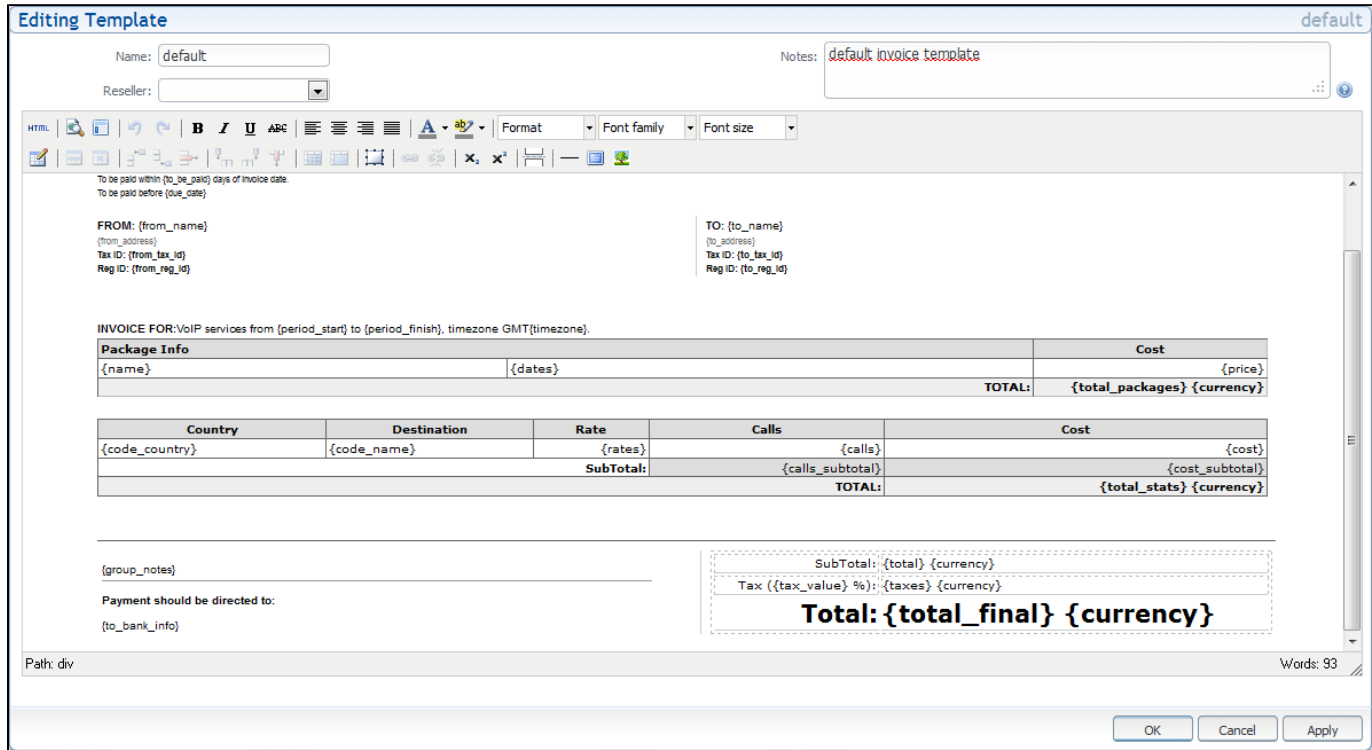 Editing Template default
Name: default Notes: default invoice template
Reseller:
HTML B I U ABC A ab Format Font family Font size
x₂ x²
To be paid within {to_be_paid} days of invoice date.
To be paid before {due_date}
FROM: {from_name} TO: {to_name}
{from_address} {to_address}
Tax ID: {from_tax_id} Tax ID: {to_tax_id}
Reg ID: {from_reg_id} Reg ID: {to_reg_id}
INVOICE FOR:VoIP services from {period_start} to {period_finish}, timezone GMT{timezone}.
Package Info Cost
{name} {dates} {price}
TOTAL: {total_packages} {currency}
Country Destination Rate Calls Cost
{code_country} {code_name} {rates} {calls} {cost}
SubTotal: {calls_subtotal} {cost_subtotal}
TOTAL: {total_stats} {currency}
SubTotal: {total} {currency}
{group_notes}
Tax ({tax_value} %): {taxes} {currency}
Payment should be directed to:
Total: {total_final} {currency}
{to_bank_info}
Path: div Words: 93
OK Cancel Apply